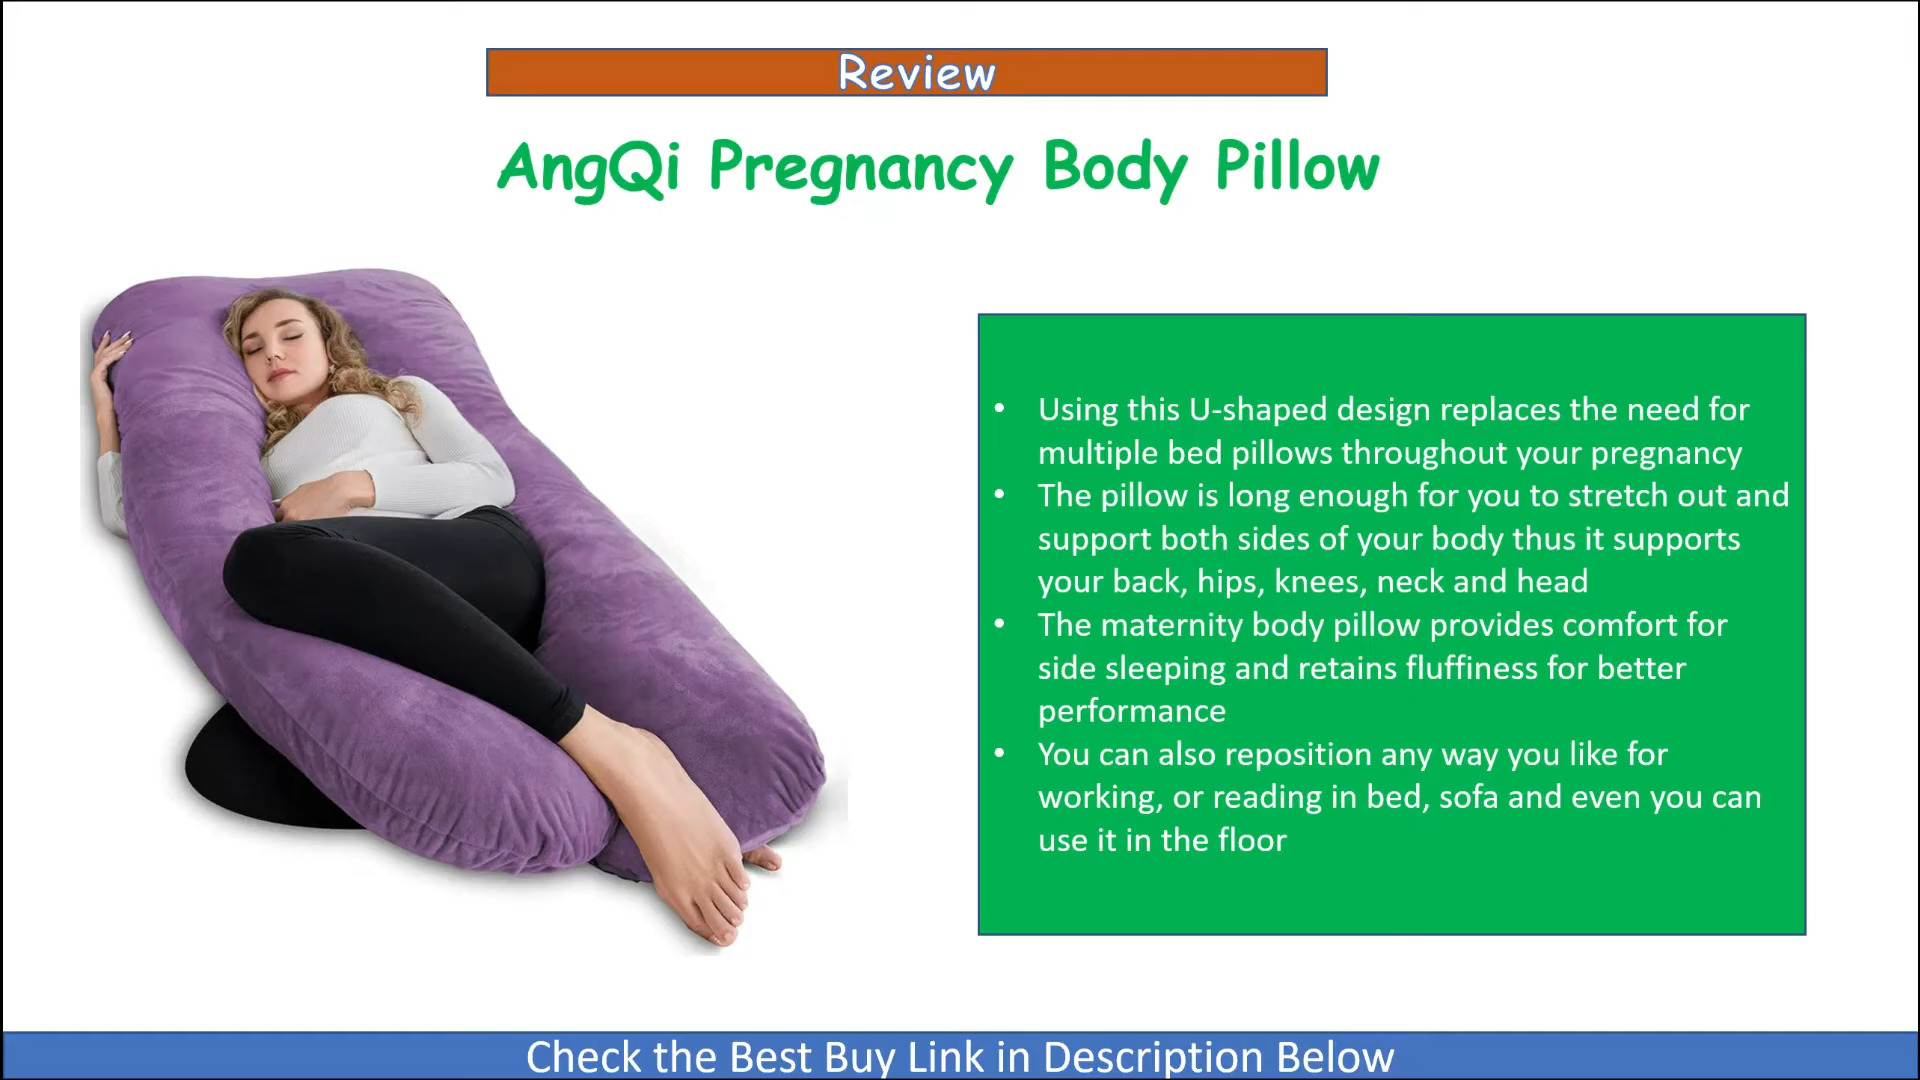 Review
AngQi Pregnancy Body Pillow
• Using this U-shaped design replaces the need for
multiple bed pillows throughout your pregnancy
• The pillow is long enough for you to stretch out and
support both sides of your body thus it supports
your back, hips, knees, neck and head
• The maternity body pillow provides comfort for
side sleeping and retains fluffiness for better
performance
• You can also reposition any way you like for
working, or reading in bed, sofa and even you can
use it in the floor
Check the Best Buy Link in Description Below